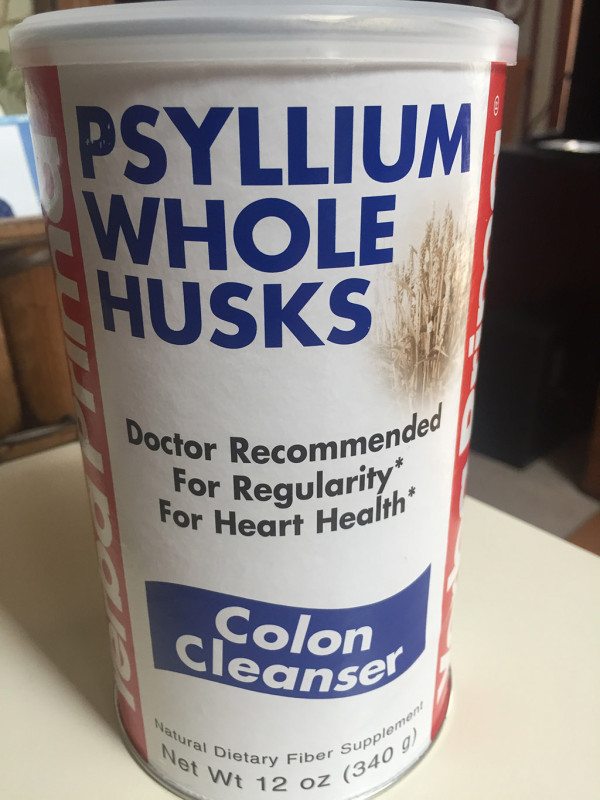 PSYLLIUM
WHOLE
HUSKS
Doctor Recommended
For Regularity*
For Heart Health*
Colon
Cleanser
Natural Dietary Fiber Supplement
Net Wt 12 oz (340 g)